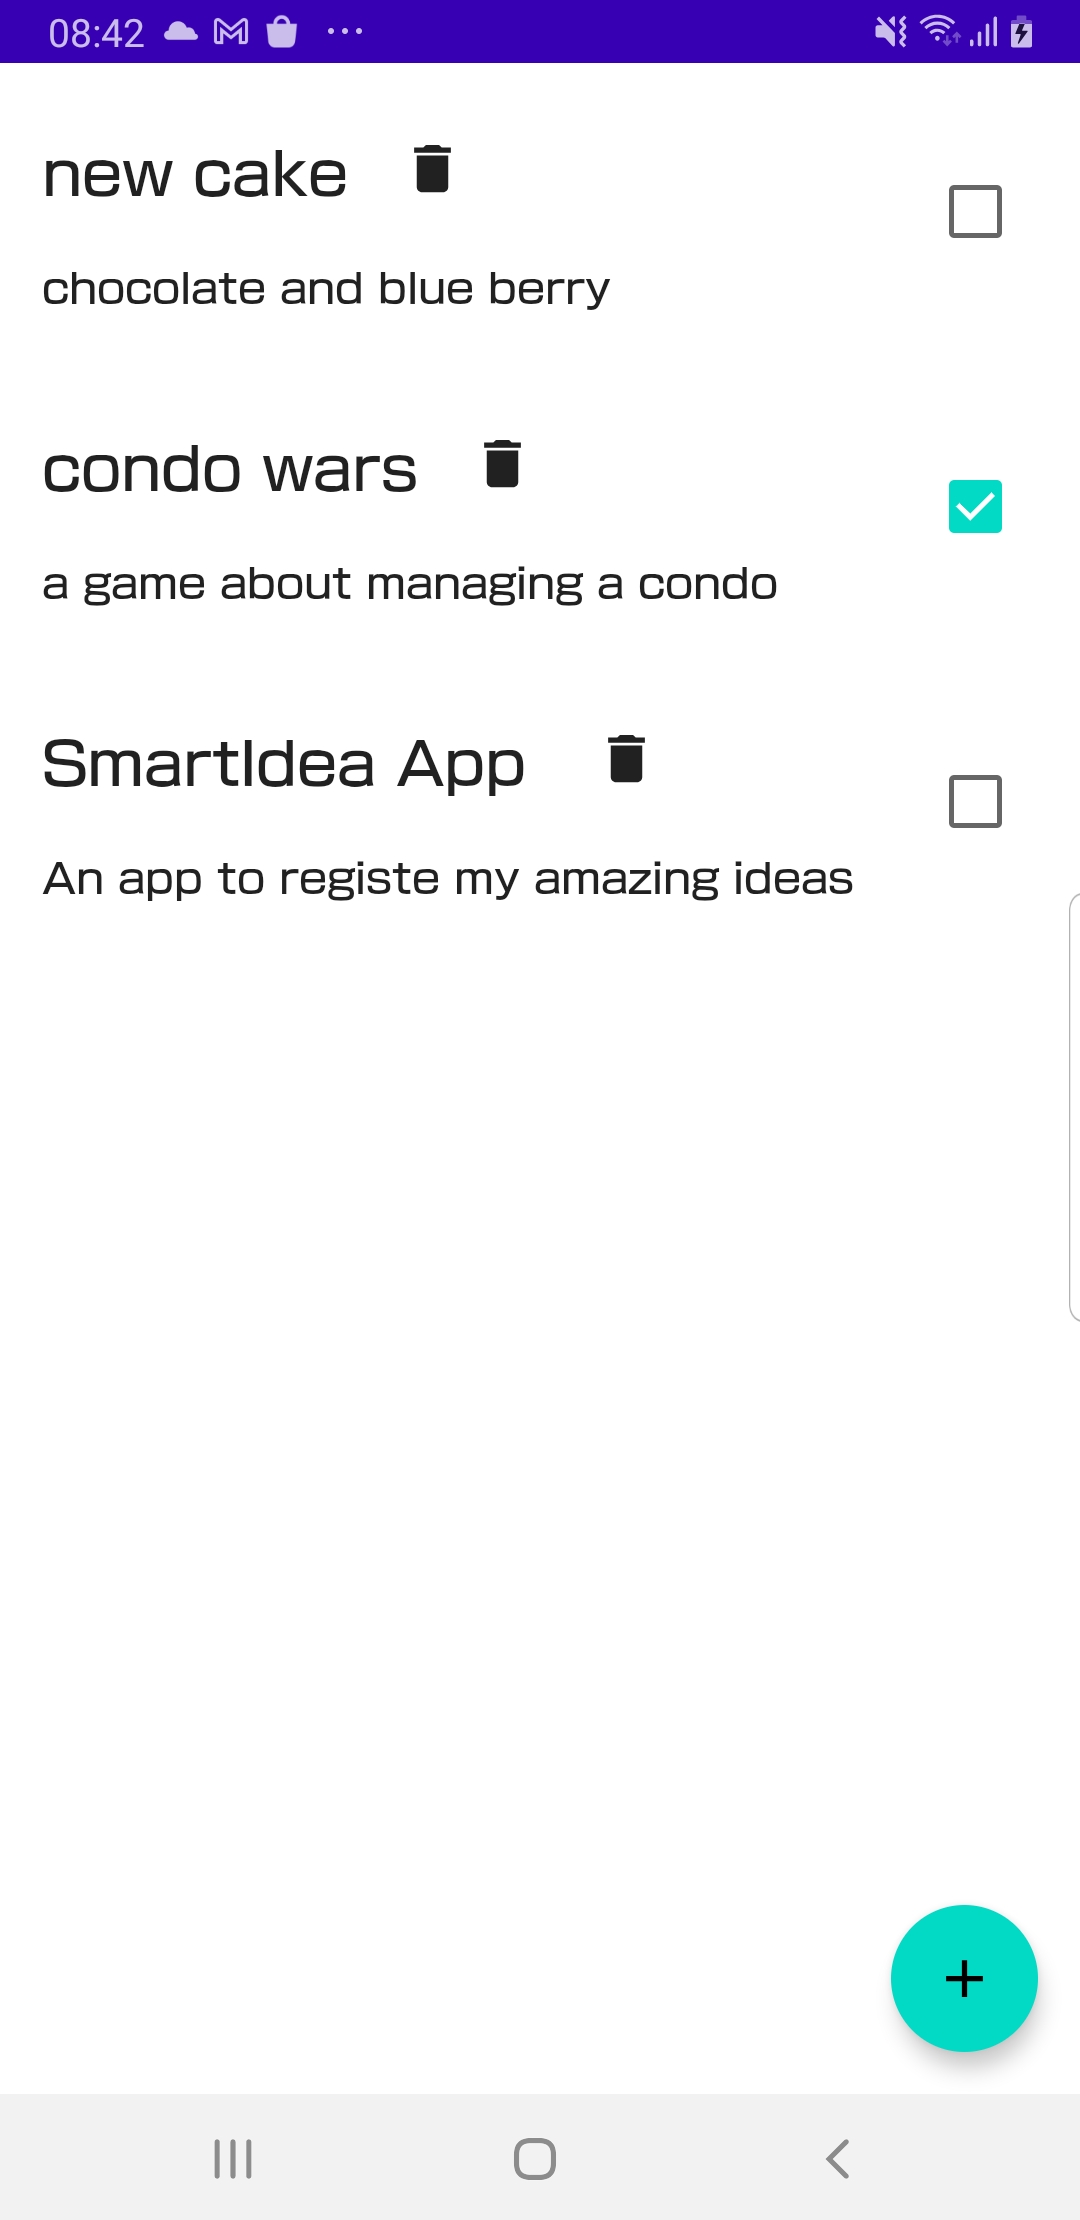 08:42
new cake
chocolate and blue berry
condo wars
a game about managing a condo
SmartIdea App
An app to registe my amazing ideas